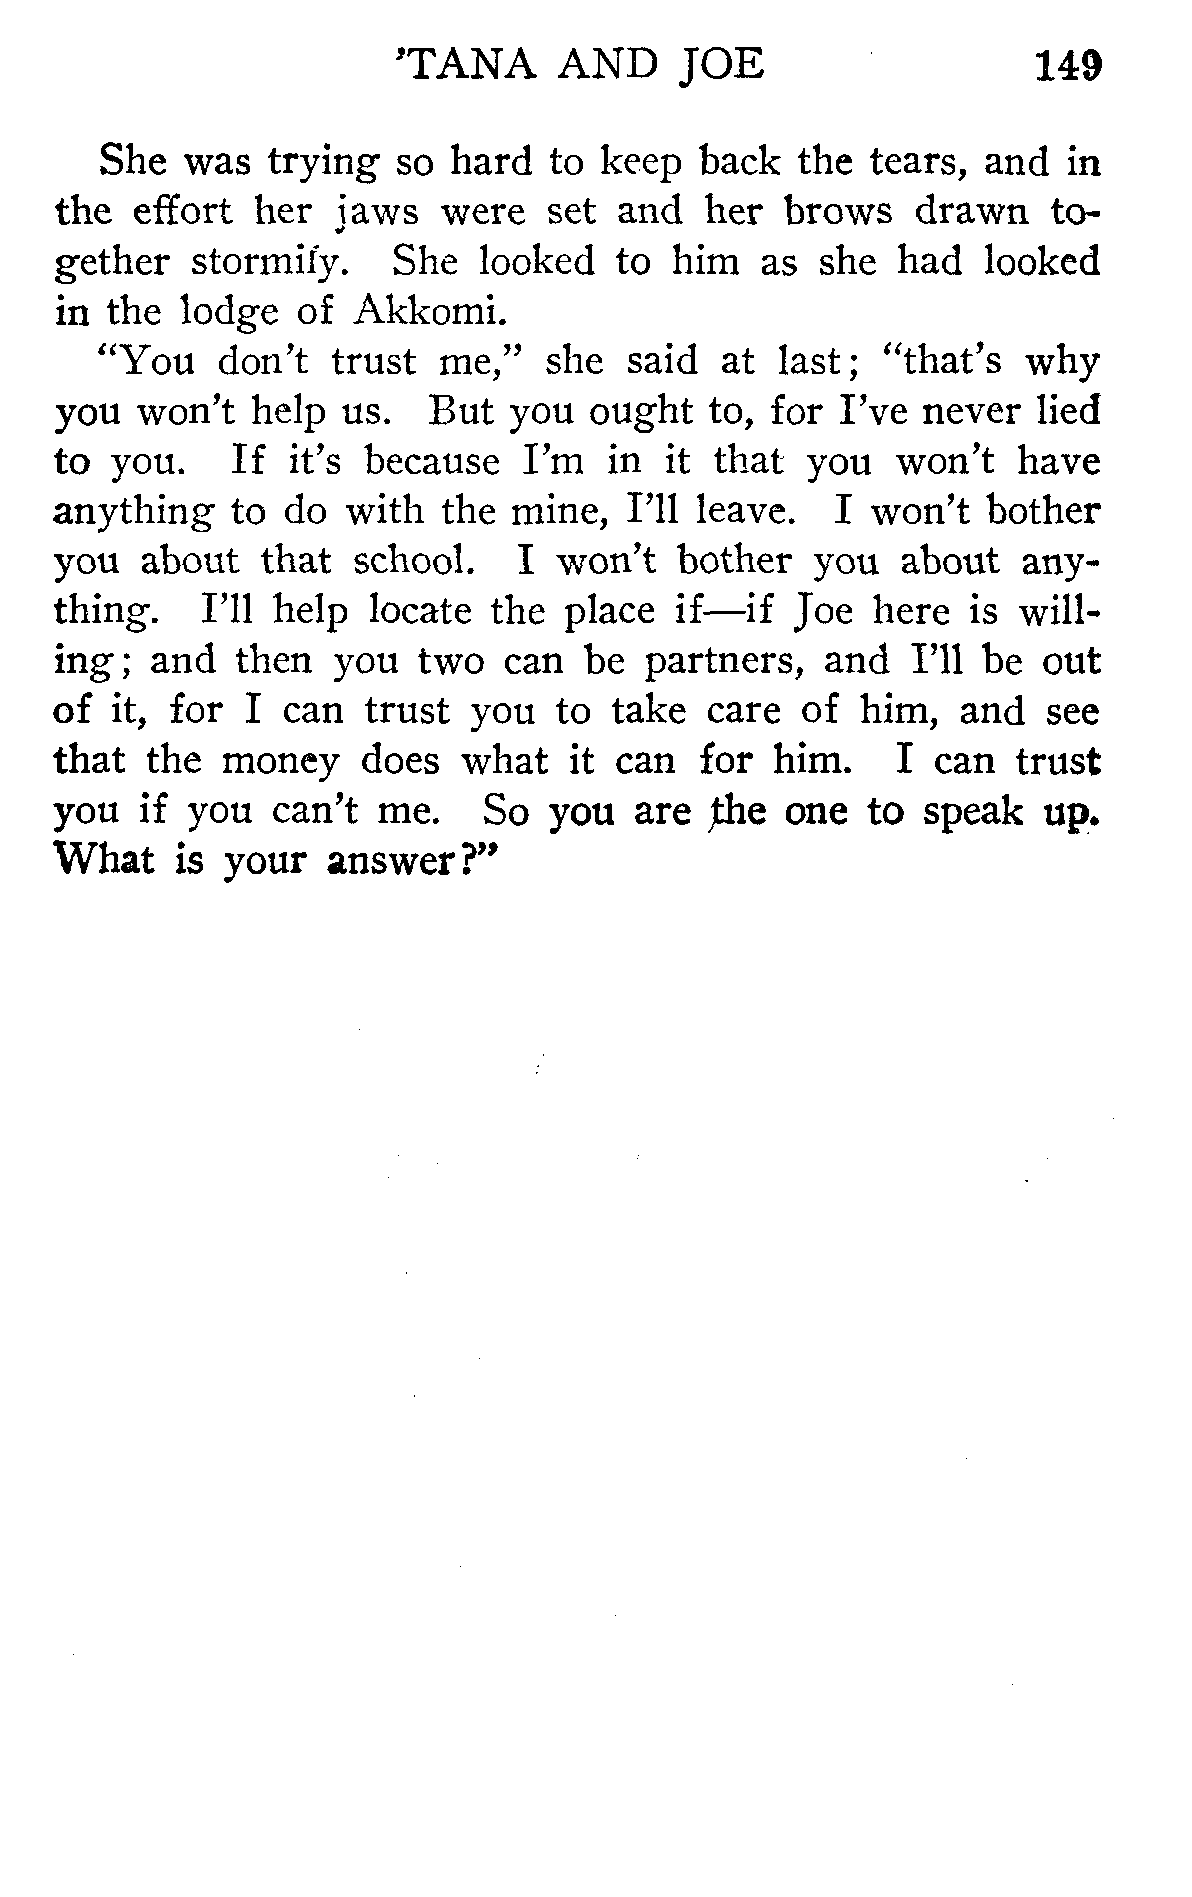 ’TANA AND JOE 149
She was trying so hard to keep back the tears, and in
the effort her jaws were set and her brows drawn to-
gether stormily. She looked to him as she had looked
in the lodge of Akkomi.
“You don’t trust me,” she said at last; “that’s why
you won’t help us. But you ought to, for I’ve never lied
to you. If it’s because I’m in it that you won’t have
anything to do with the mine, I’ll leave. I won’t bother
you about that school. I won’t bother you about any-
thing. I’ll help locate the place if—if Joe here is will-
ing; and then you two can be partners, and I’ll be out
of it, for I can trust you to take care of him, and see
that the money does what it can for him. I can trust
you if you can’t me. So you are the one to speak up.
What is your answer?”